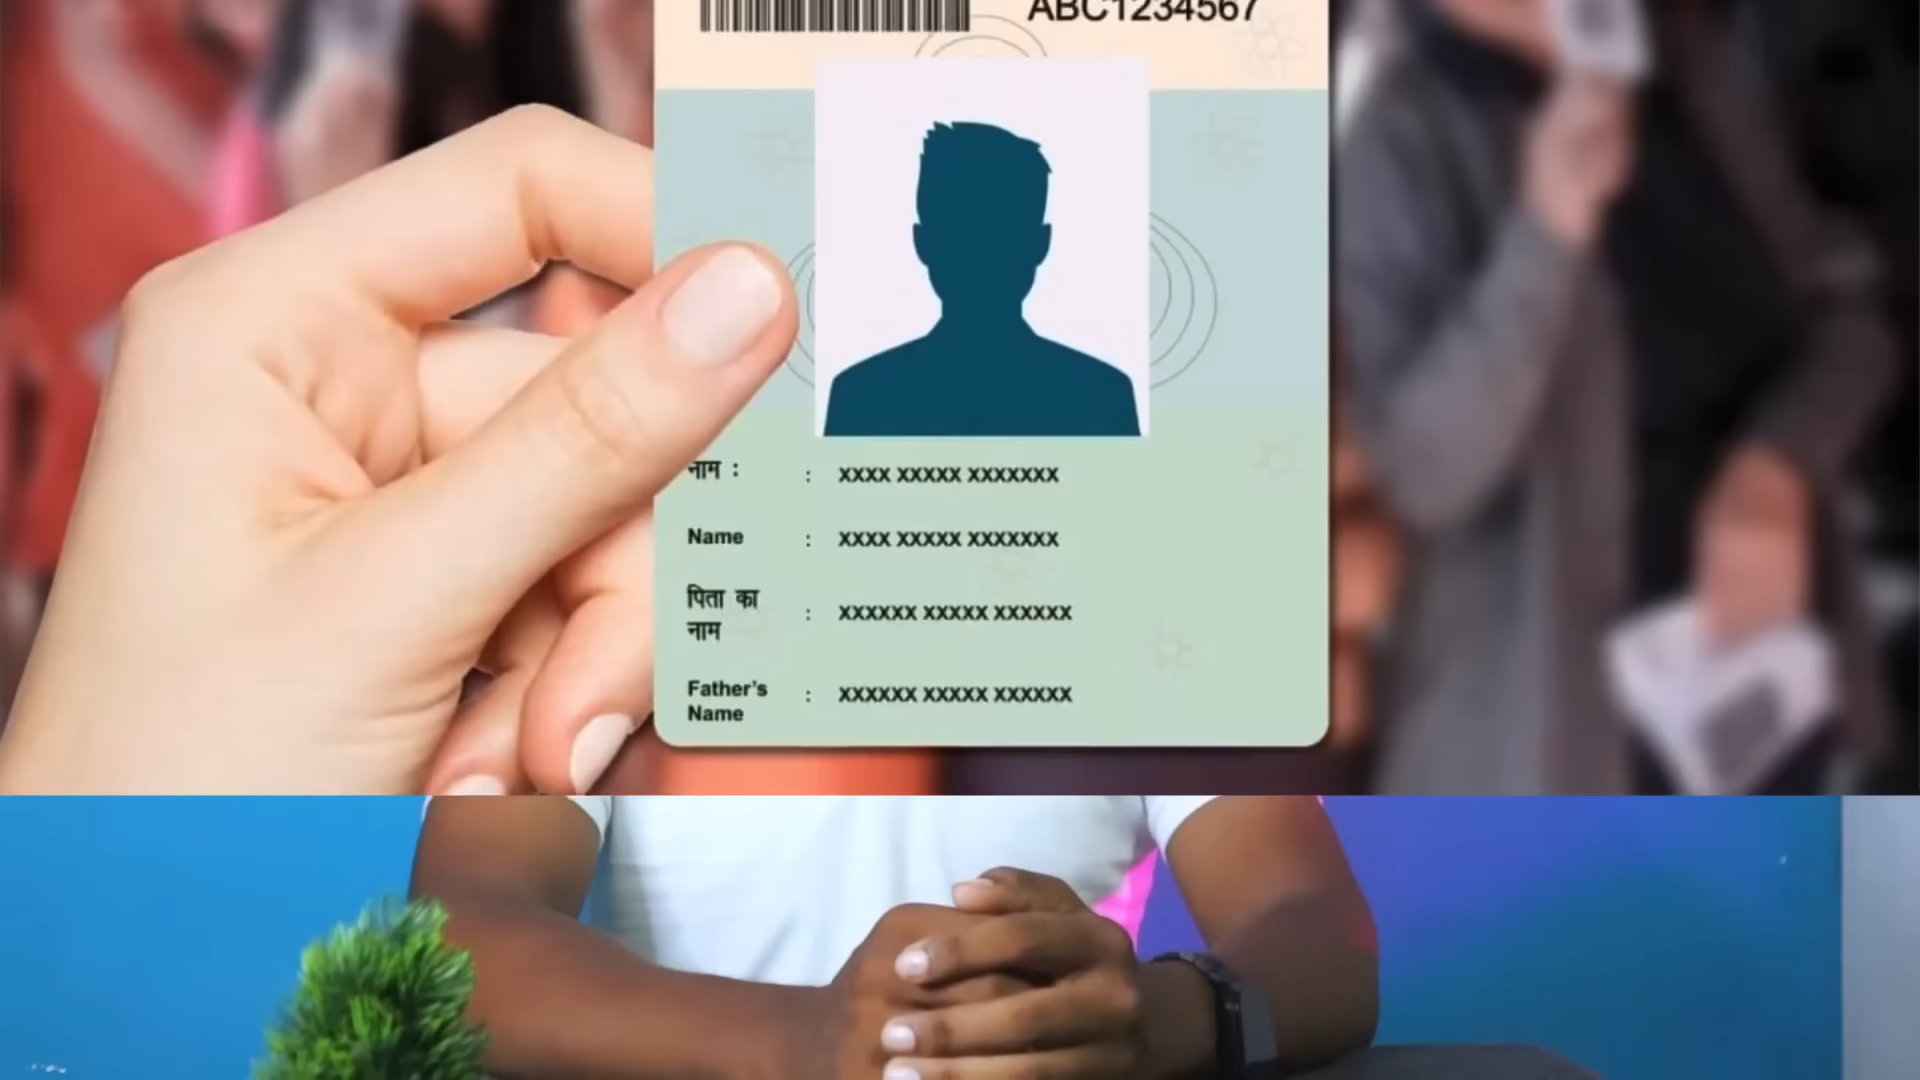 ABC1234567
नाम : : XXXX XXXXX XXXXXXX
Name : XXXX XXXXX XXXXXXX
पिता का : XXXXXX XXXXX XXXXXX
नाम
Father's : XXXXXX XXXXX XXXXXX
Name